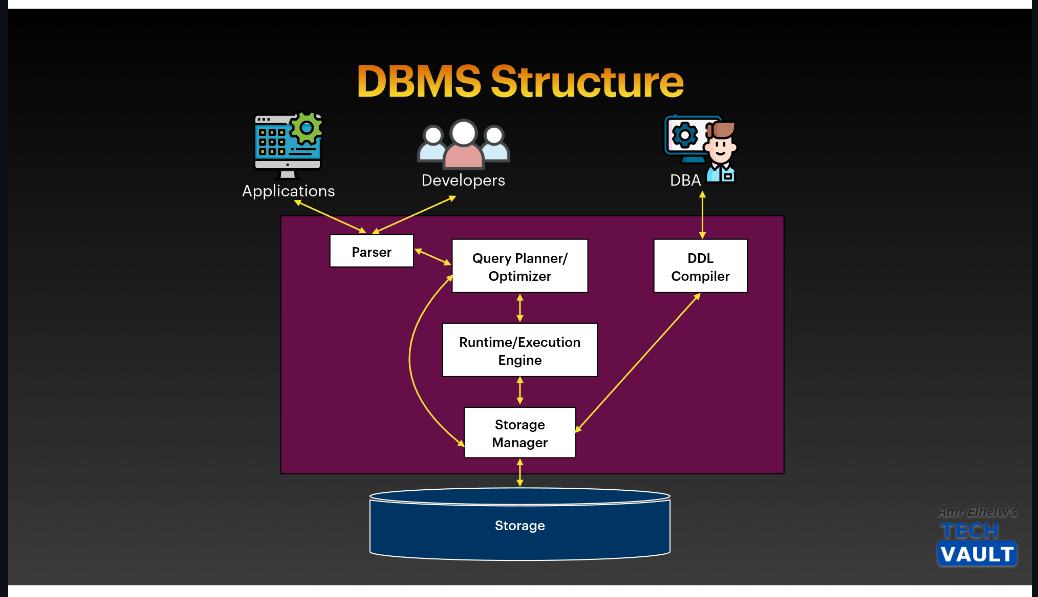 DBMS Structure
Applications
Developers
DBA
Parser
Query Planner/
Optimizer
DDL
Compiler
Runtime/Execution
Engine
Storage
Manager
Storage
Amr Elhelw's
TECH
VAULT